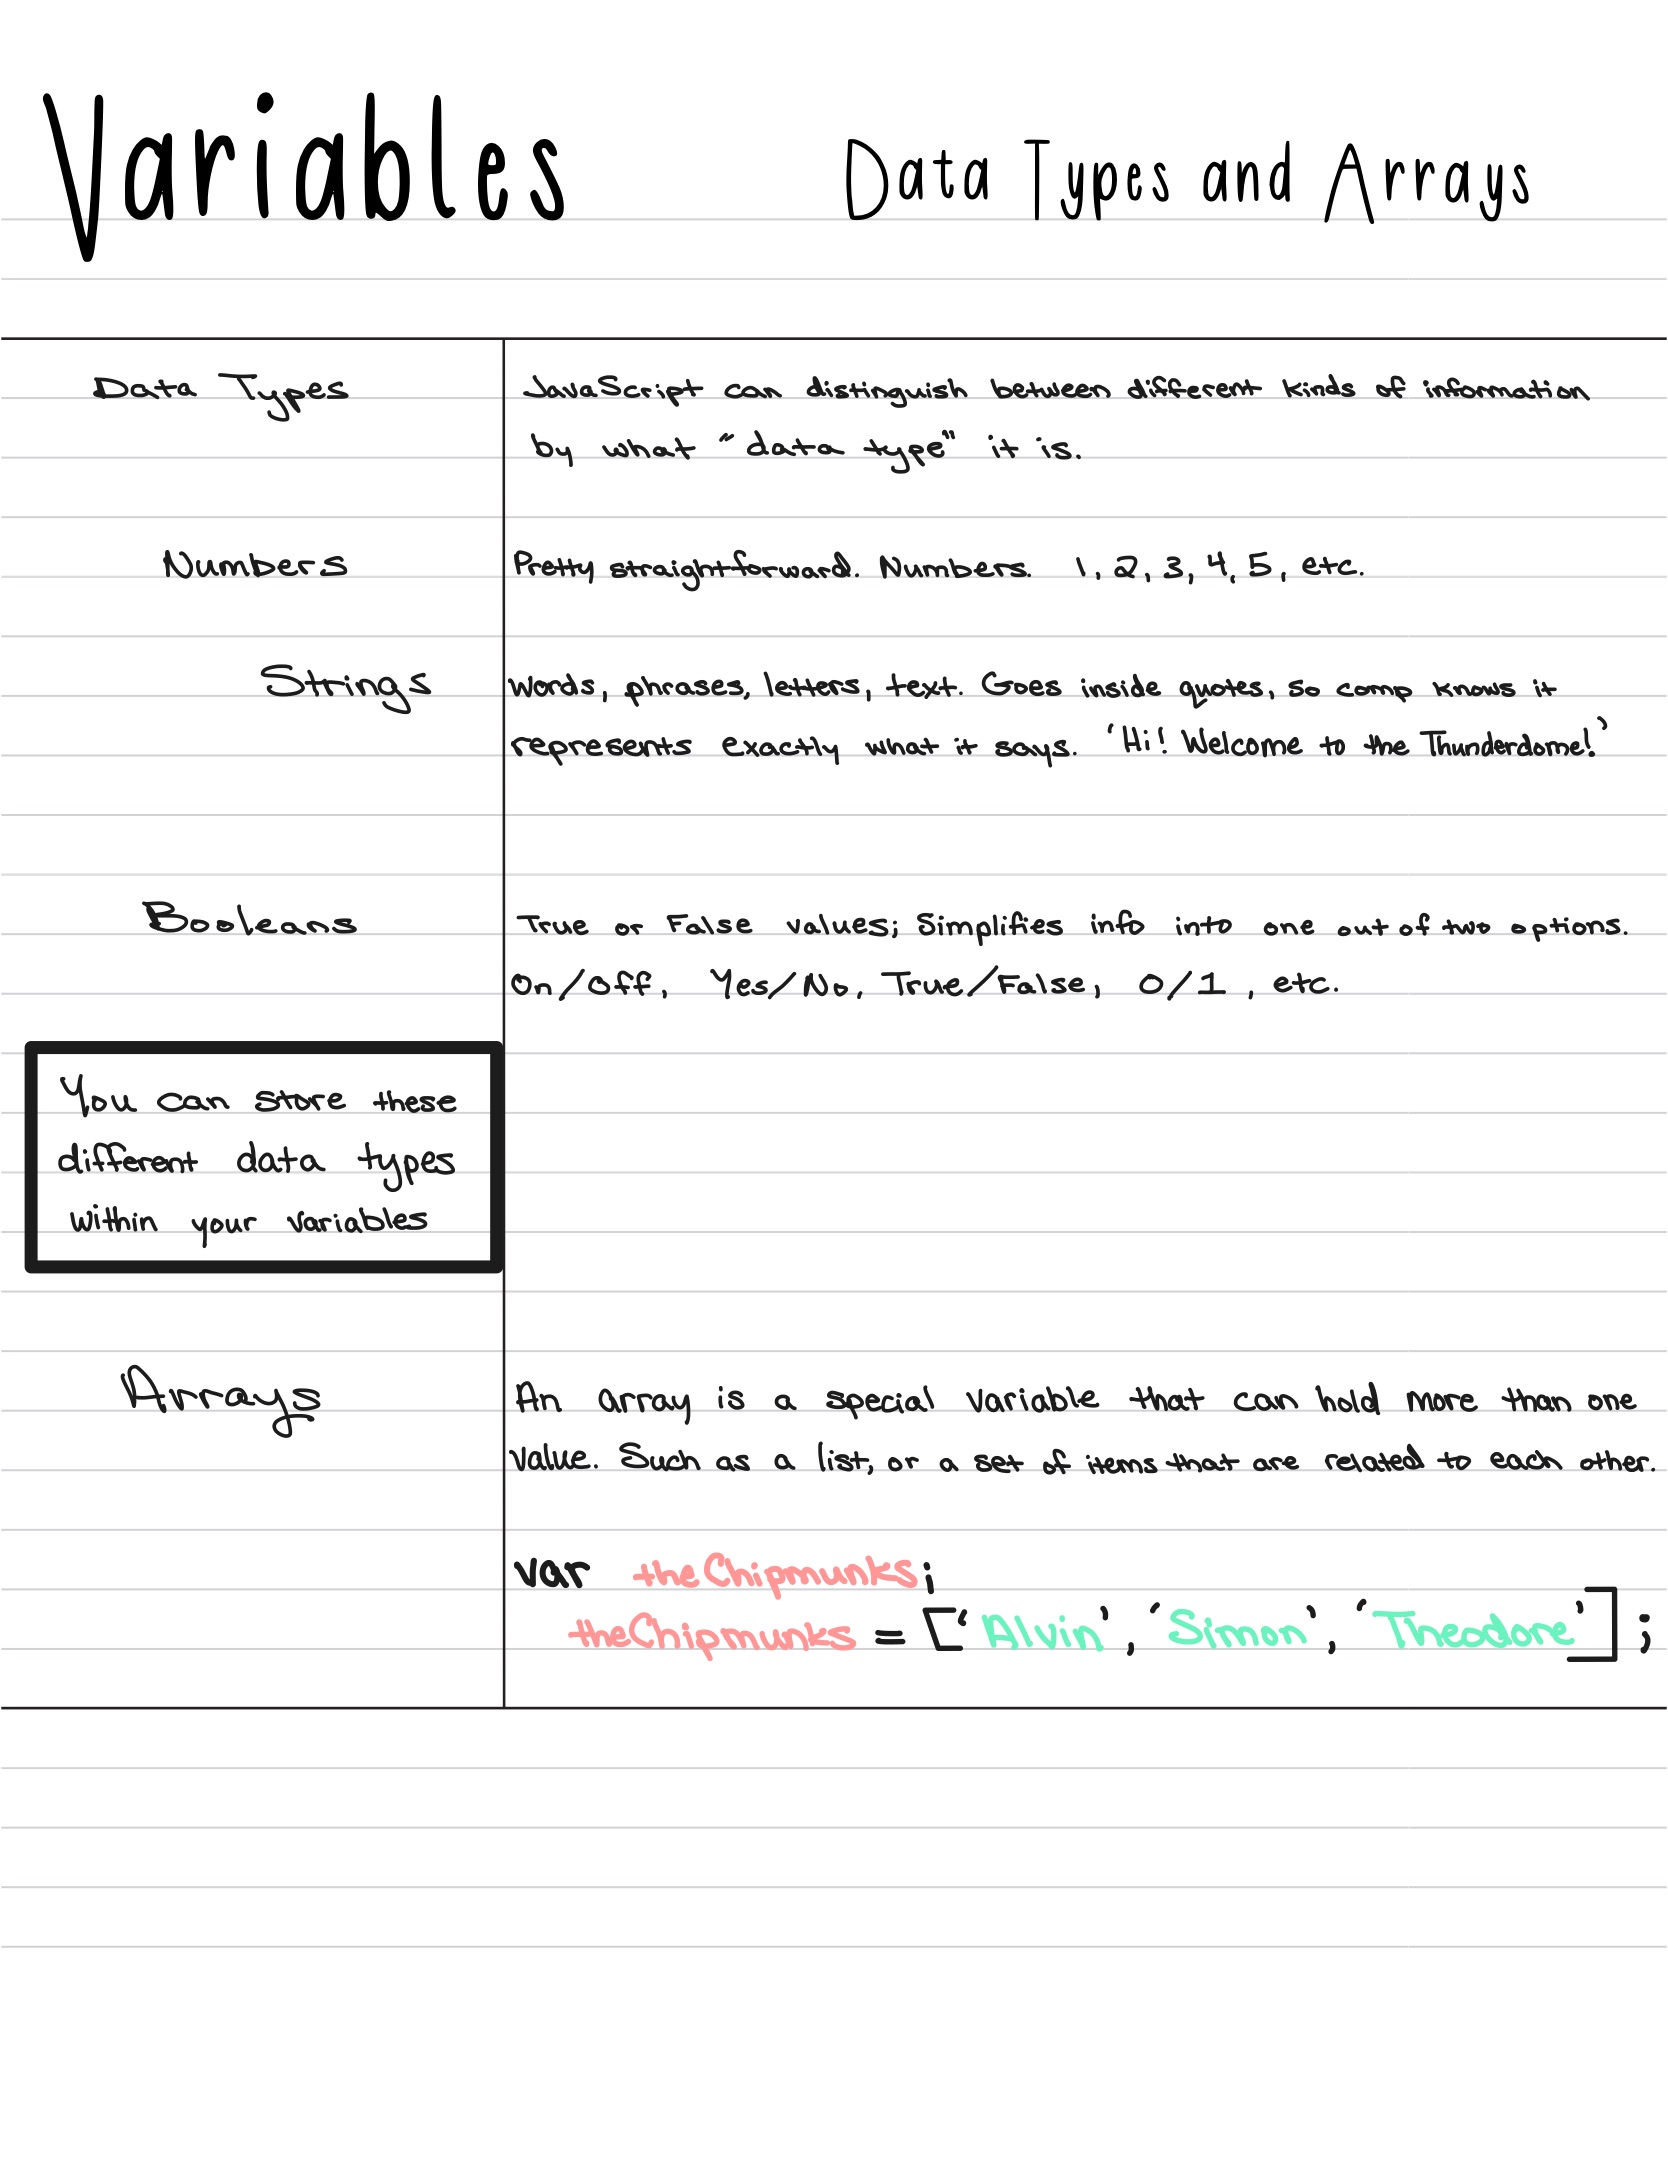 Variables
Data Types and Arrays
Data Types
JavaScript can distinguish between different kinds of information
by what "data type" it is.
Numbers
Pretty straightforward. Numbers. 1, 2, 3, 4, 5, etc.
Strings
Words, phrases, letters, text. Goes inside quotes, so comp knows it
represents exactly what it says. 'Hi! Welcome to the Thunderdome!'
Booleans
True or False values; Simplifies info into one out of two options.
On/Off, Yes/No, True/False, 0/1, etc.
You can store these
different data types
within your variables
Arrays
An array is a special variable that can hold more than one
value. Such as a list, or a set of items that are related to each other.
var theChipmunks;
theChipmunks = ['Alvin', 'Simon', 'Theodore'];